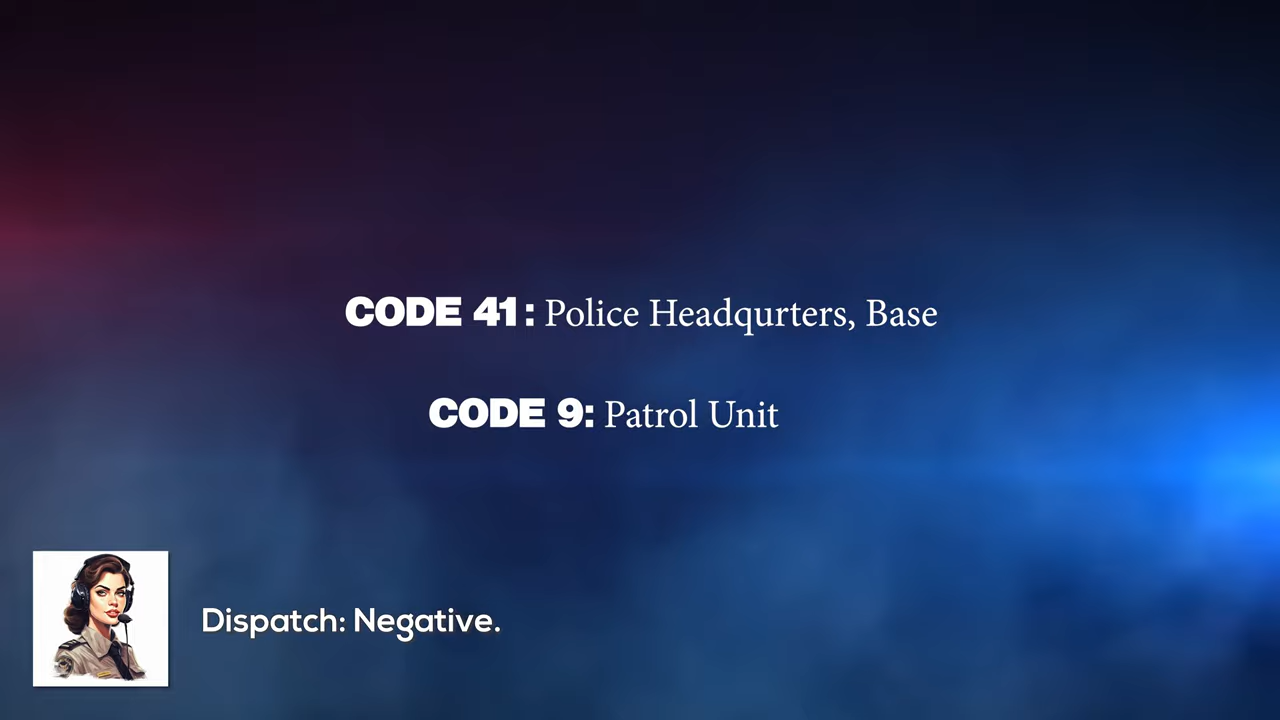 CODE 41: Police Headqurters, Base
CODE 9: Patrol Unit
Dispatch: Negative.